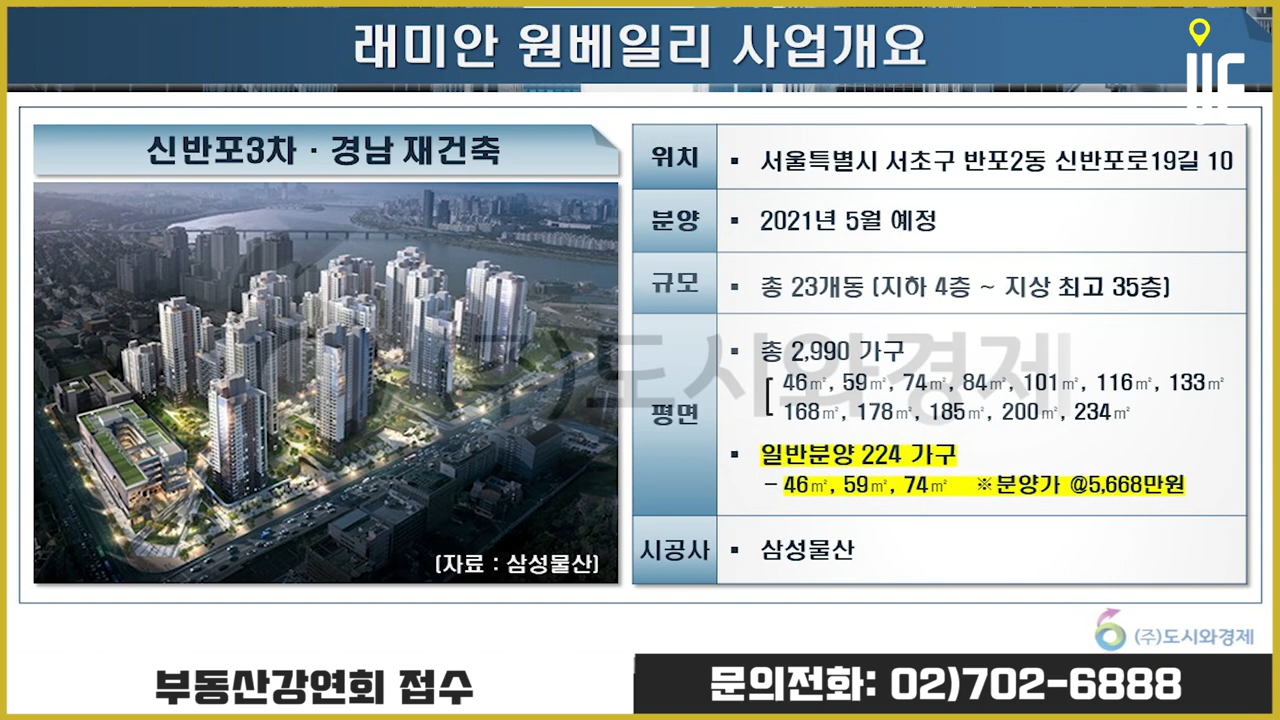 래미안 원베일리 사업개요
신반포3차 · 경남 재건축
(자료 : 삼성물산)
위치 ▪ 서울특별시 서초구 반포2동 신반포로19길 10
분양 ▪ 2021년 5월 예정
규모 ▪ 총 23개동 (지하 4층 ~ 지상 최고 35층)
평면 ▪ 총 2,990 가구
46㎡, 59㎡, 74㎡, 84㎡, 101㎡, 116㎡, 133㎡
168㎡, 178㎡, 185㎡, 200㎡, 234㎡
▪ 일반분양 224 가구
– 46㎡, 59㎡, 74㎡ ※분양가 @5,668만원
시공사 ▪ 삼성물산
(주)도시와경제
(주)도시와경제
부동산강연회 접수
문의전화: 02)702-6888